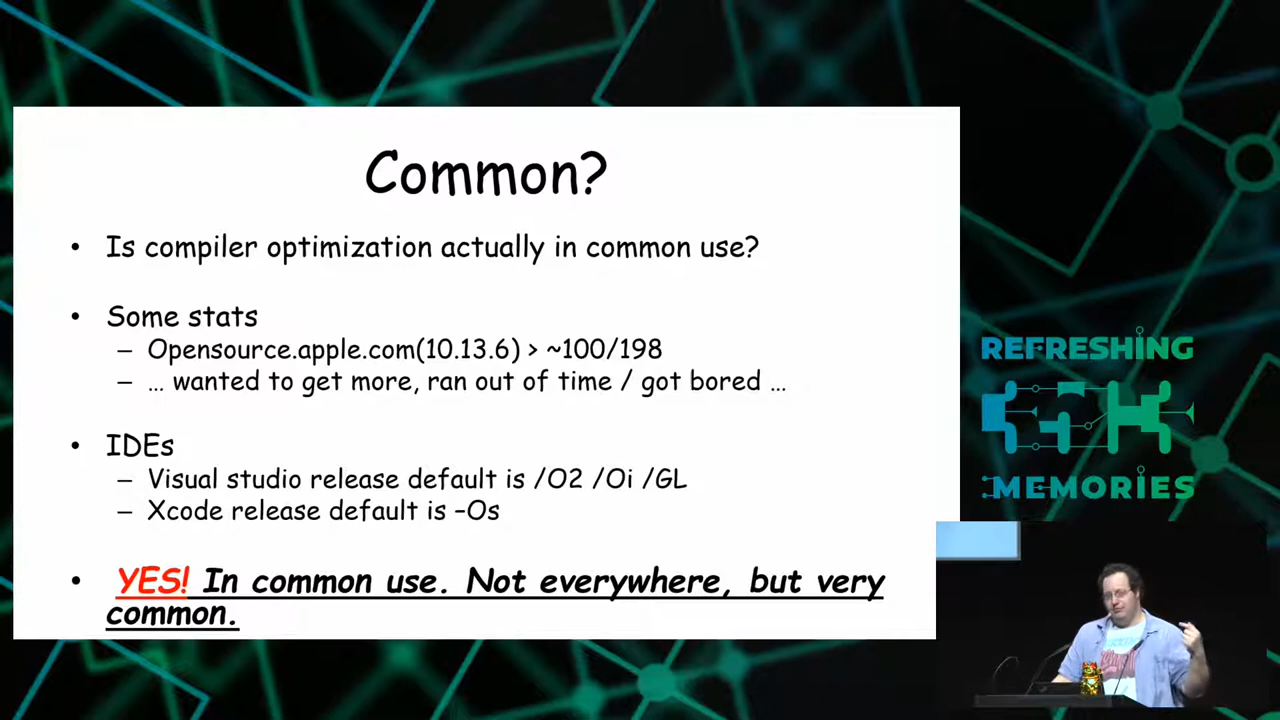 Common?
• Is compiler optimization actually in common use?
• Some stats
– Opensource.apple.com(10.13.6) > ~100/198
– … wanted to get more, ran out of time / got bored …
• IDEs
– Visual studio release default is /O2 /Oi /GL
– Xcode release default is –Os
• YES! In common use. Not everywhere, but very
common.
REFRESHING
MEMORIES